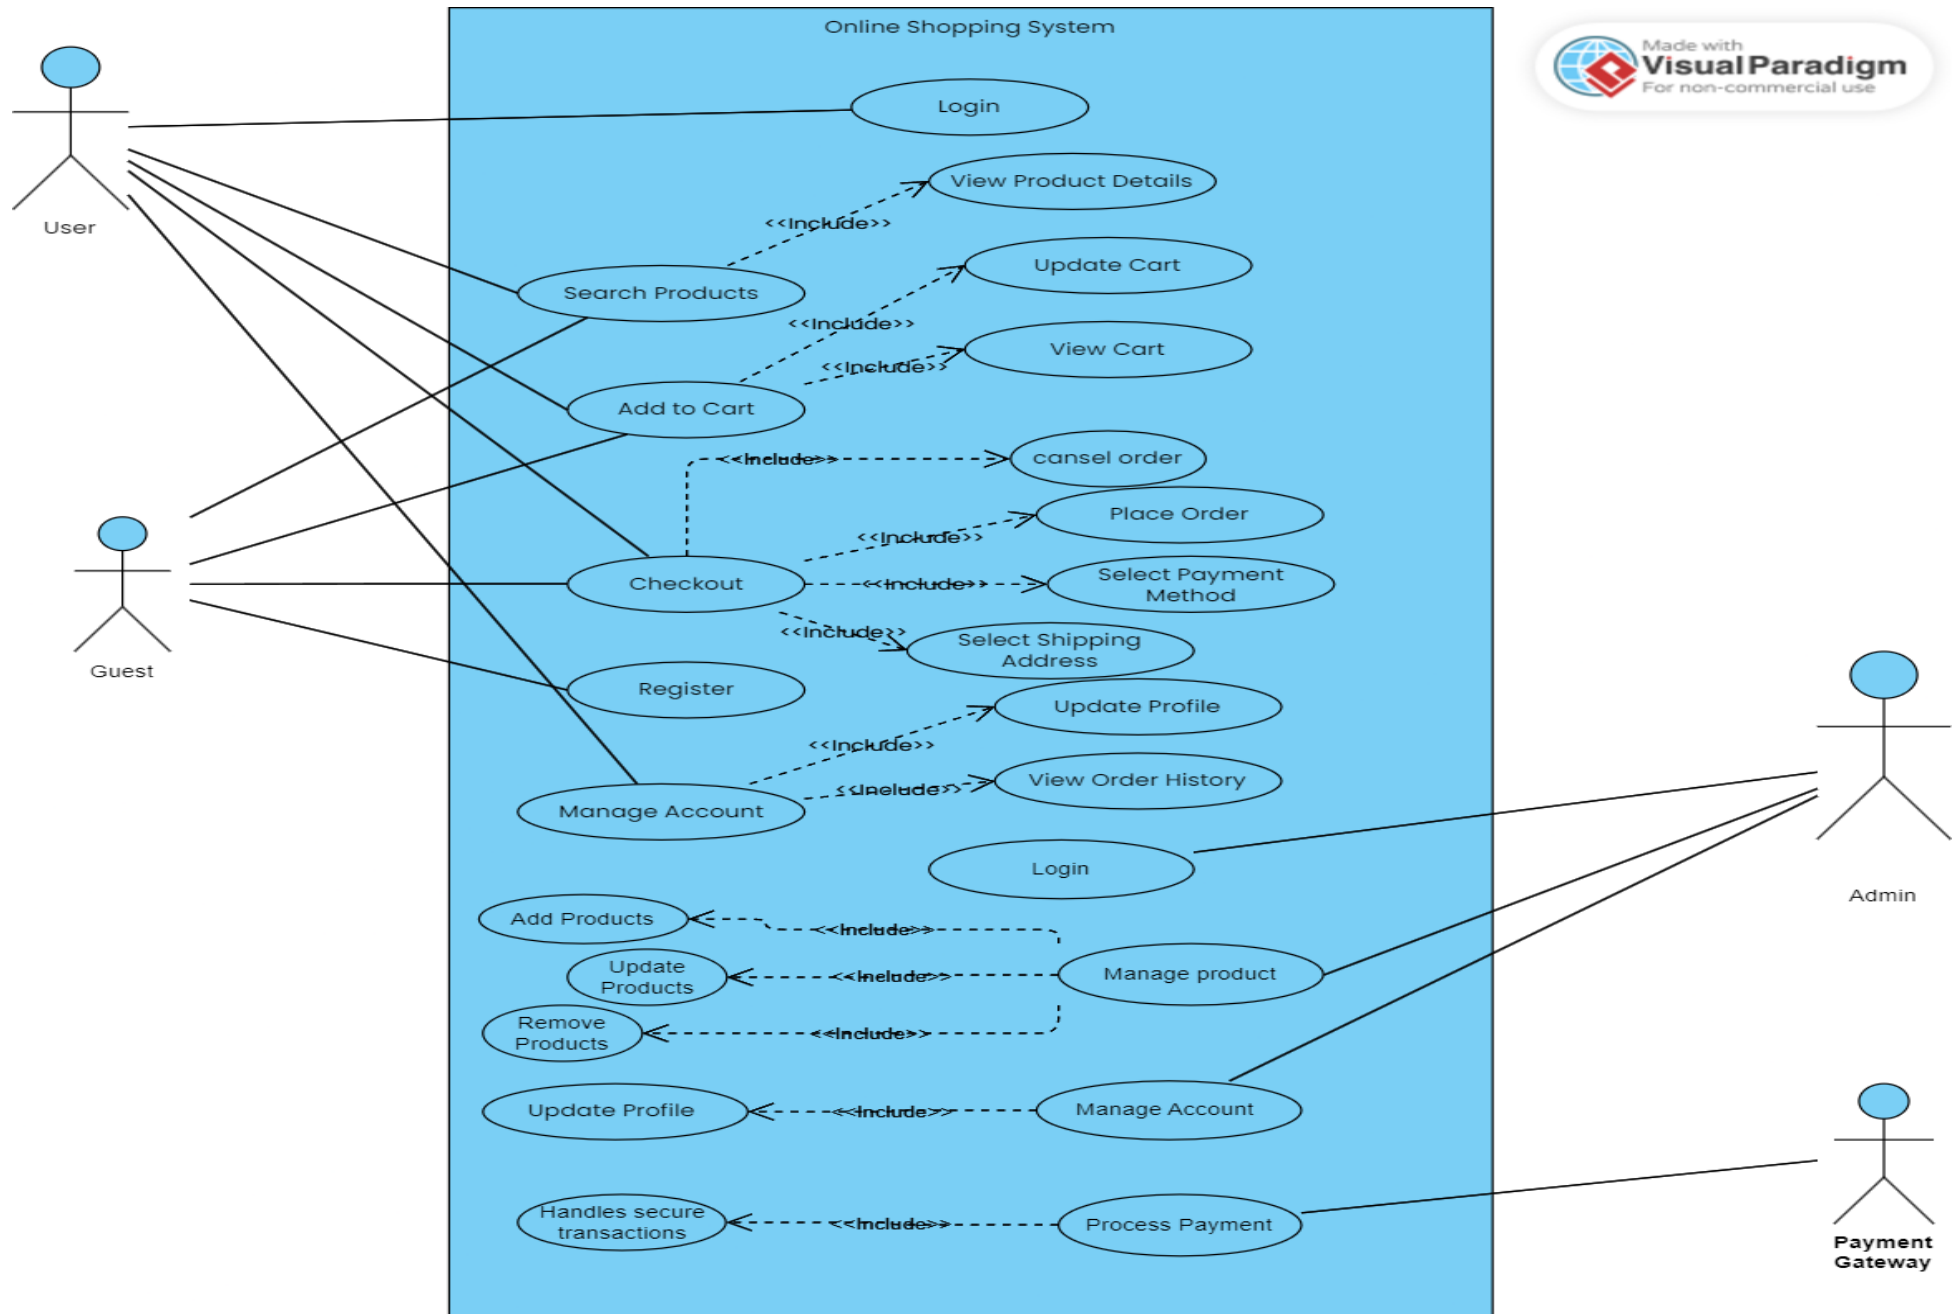 Online Shopping System
Made with
Visual Paradigm
For non-commercial use
Login
View Product Details
User
<<Include>>
Update Cart
Search Products
<<Include>>
View Cart
<<Include>>
Add to Cart
<<Include>>
cansel order
Place Order
<<Include>>
Checkout
<<Include>>
Select Payment
Method
<<Include>>
Select Shipping
Address
Guest
Register
Update Profile
<<Include>>
View Order History
<<Include>>
Manage Account
Login
Admin
Add Products
<<Include>>
Update
Products
<<Include>>
Manage product
Remove
Products
<<Include>>
Update Profile
<<Include>>
Manage Account
Handles secure
transactions
<<Include>>
Process Payment
Payment
Gateway